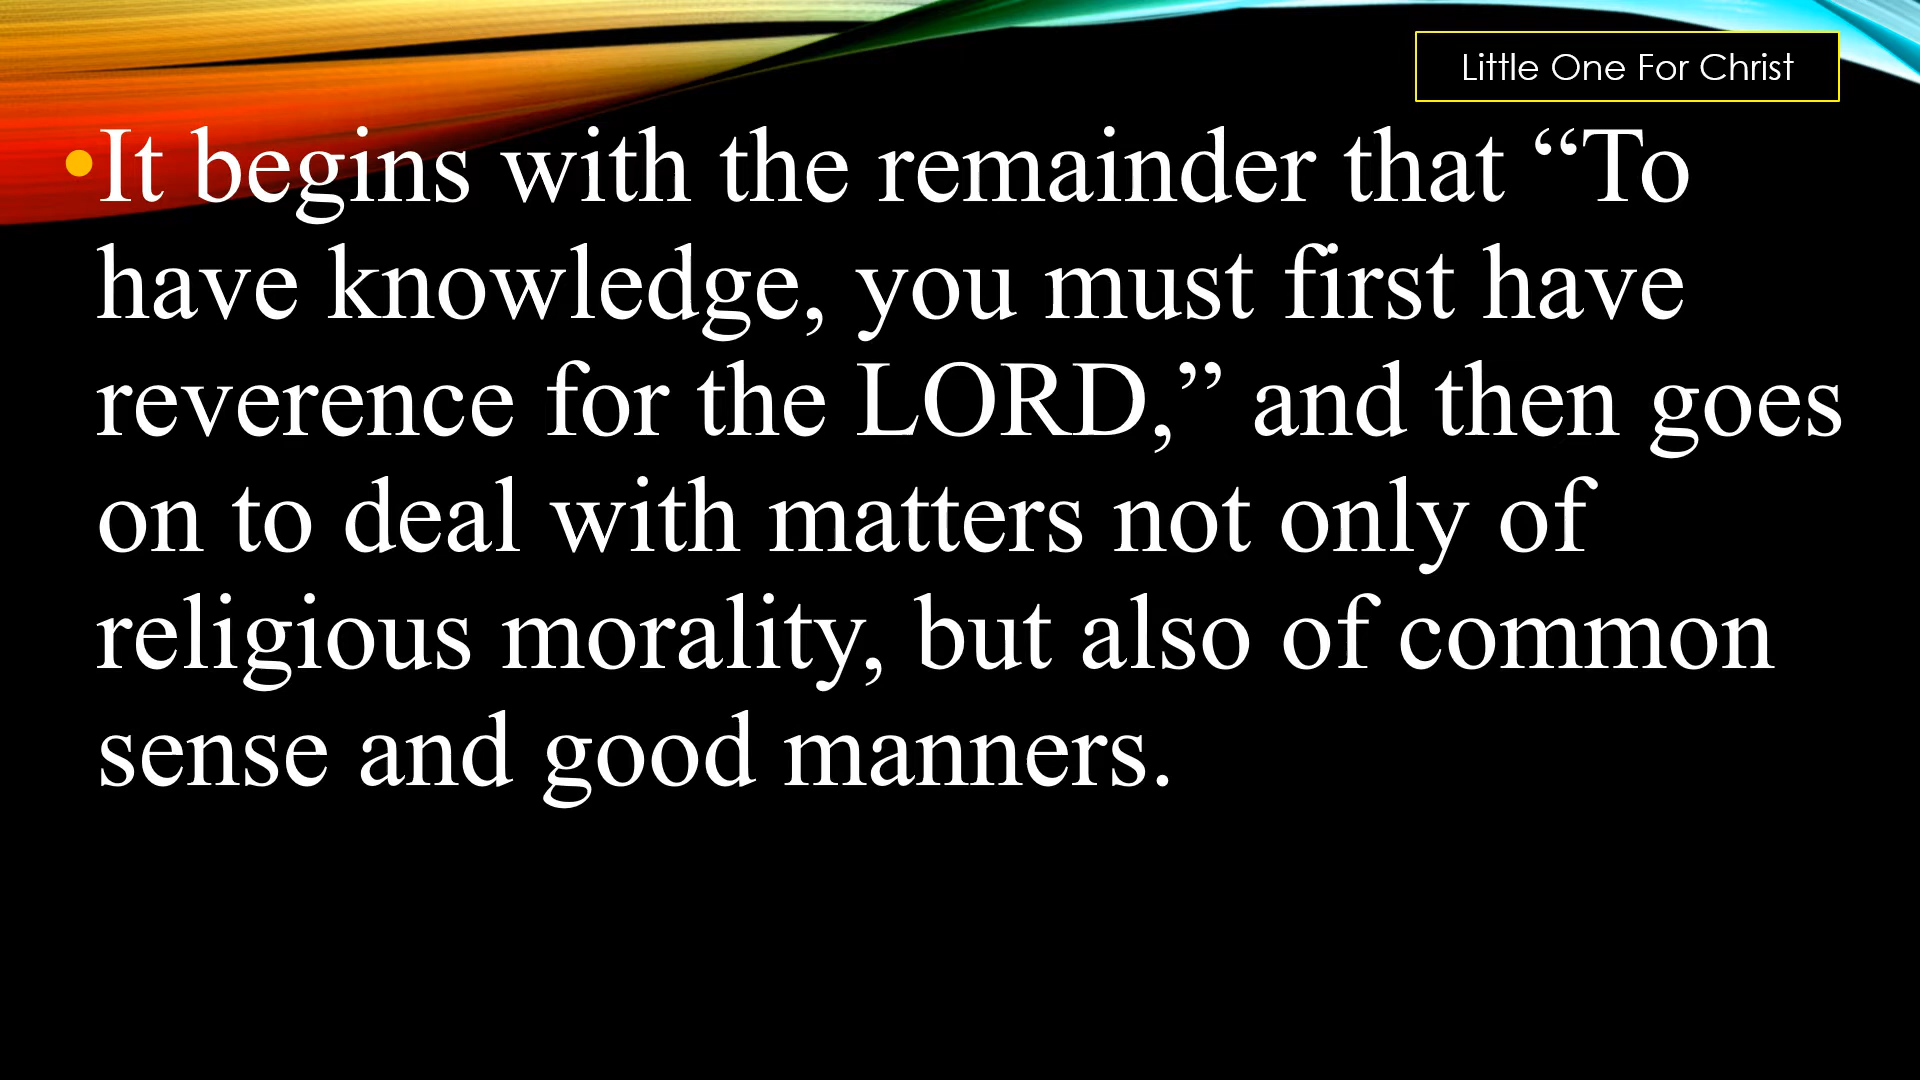 Little One For Christ
•It begins with the remainder that “To
have knowledge, you must first have
reverence for the LORD,” and then goes
on to deal with matters not only of
religious morality, but also of common
sense and good manners.